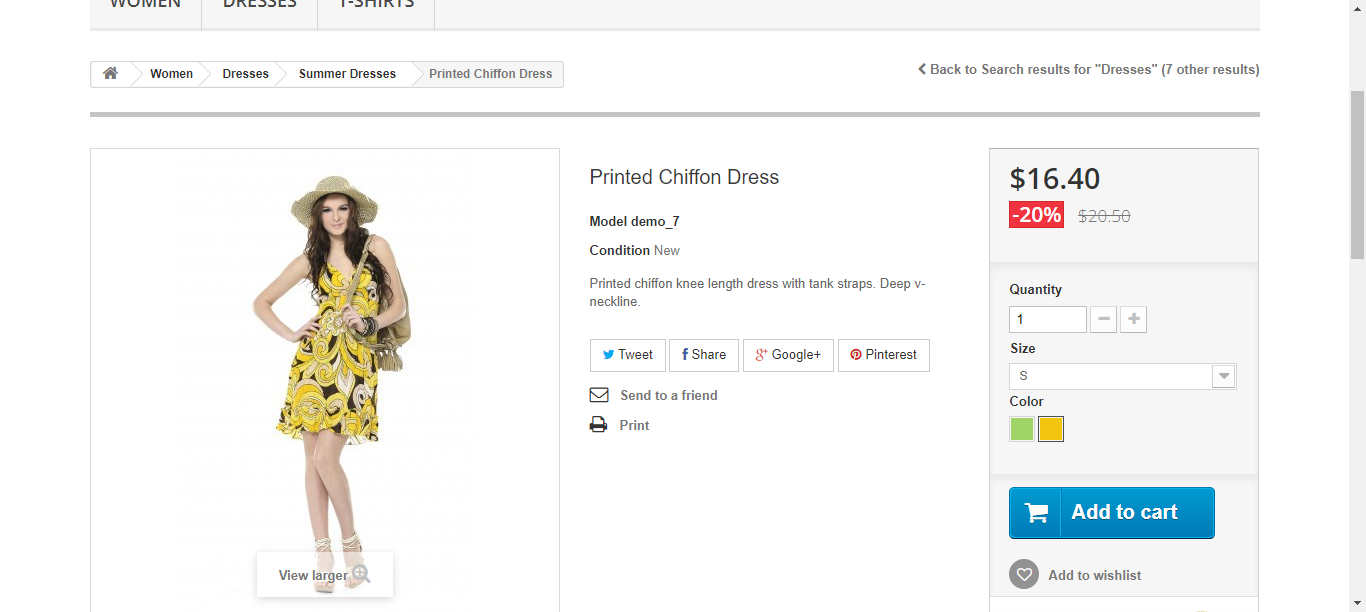 WOMEN DRESSES T-SHIRTS
Women Dresses Summer Dresses Printed Chiffon Dress
Back to Search results for "Dresses" (7 other results)
Printed Chiffon Dress
Model demo_7
Condition New
Printed chiffon knee length dress with tank straps. Deep v-
neckline.
Tweet Share Google+ Pinterest
Send to a friend
Print
View larger
$16.40
-20% $20.50
Quantity
1
Size
S
Color
Add to cart
Add to wishlist